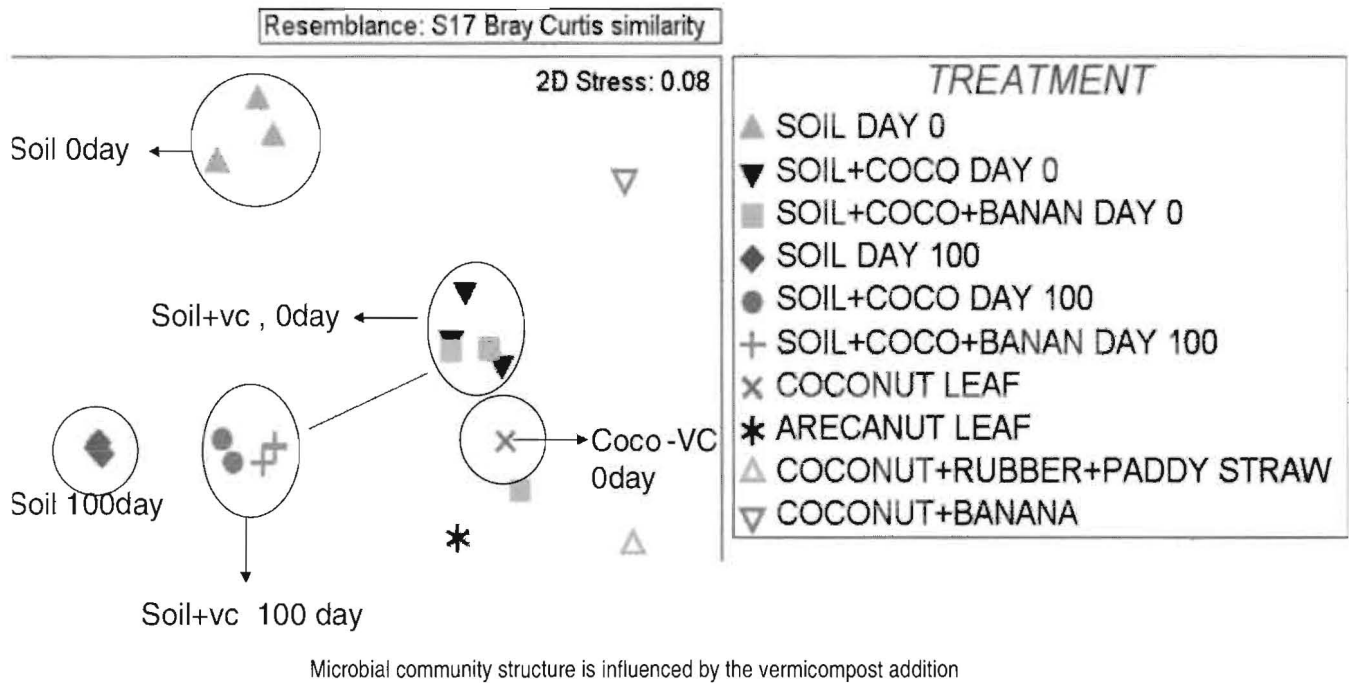 Resemblance: S17 Bray Curtis similarity
2D Stress: 0.08
Soil 0day
Soil+vc , 0day
Coco -VC
0day
Soil 100day
Soil+vc 100 day
TREATMENT
SOIL DAY 0
SOIL+COCO DAY 0
SOIL+COCO+BANAN DAY 0
SOIL DAY 100
SOIL+COCO DAY 100
SOIL+COCO+BANAN DAY 100
COCONUT LEAF
ARECANUT LEAF
COCONUT+RUBBER+PADDY STRAW
COCONUT+BANANA
Microbial community structure is influenced by the vermicompost addition